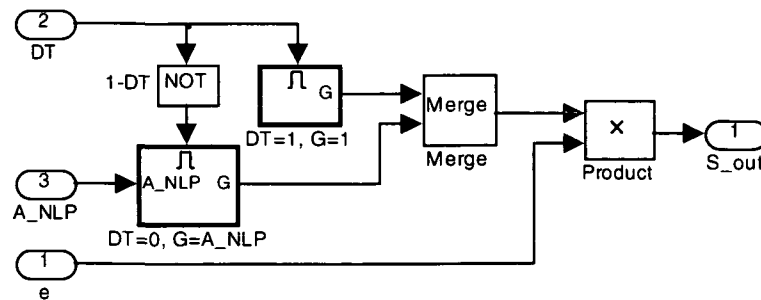 2
DT
1-DT
NOT
G
DT=1, G=1
Merge
Merge
×
Product
1
S_out
3
A_NLP
A_NLP
G
DT=0, G=A_NLP
1
e